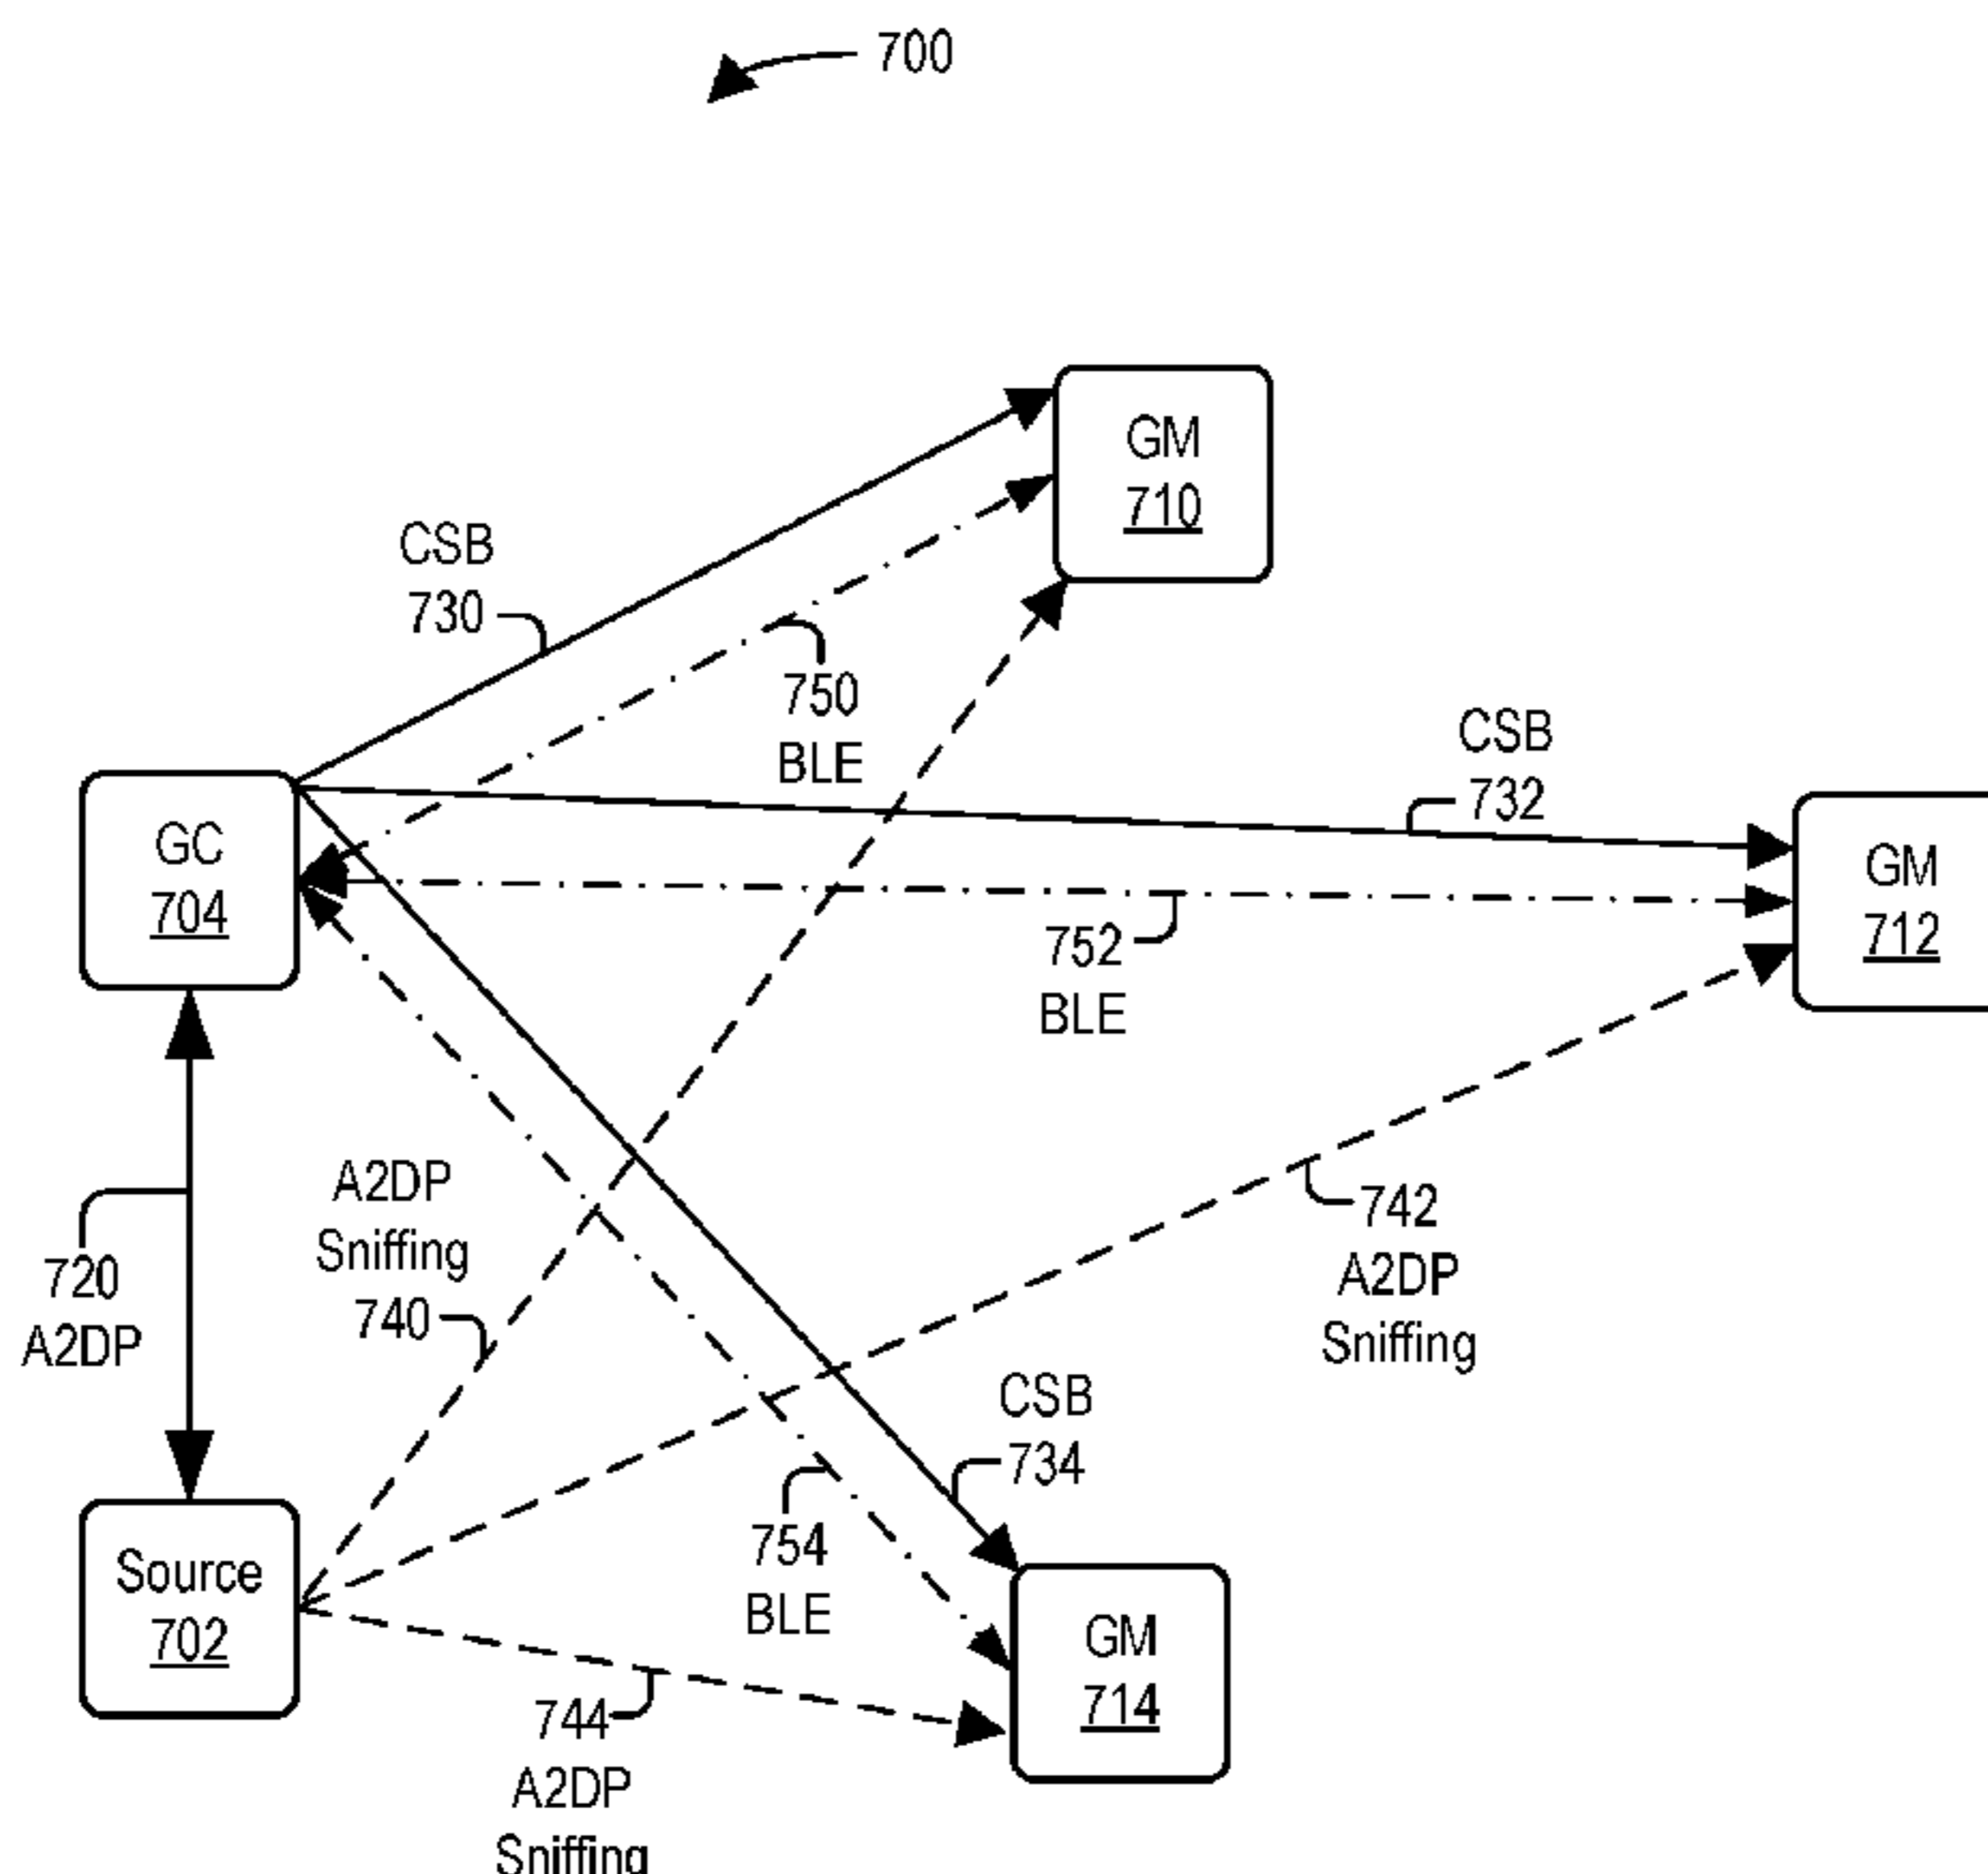 700
GM
710
CSB
730
750
BLE
CSB
732
GC
704
GM
712
752
BLE
A2DP
Sniffing
740
742
A2DP
Sniffing
720
A2DP
CSB
734
754
BLE
Source
702
GM
714
744
A2DP
Sniffing